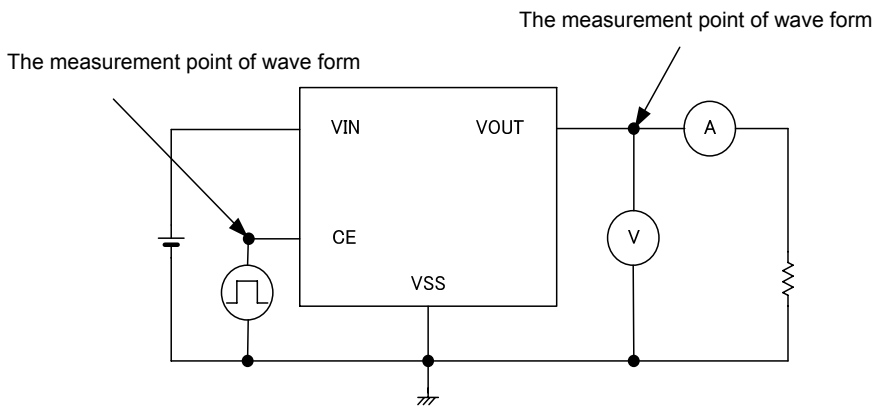 The measurement point of wave form
The measurement point of wave form
VIN
VOUT
A
CE
V
VSS